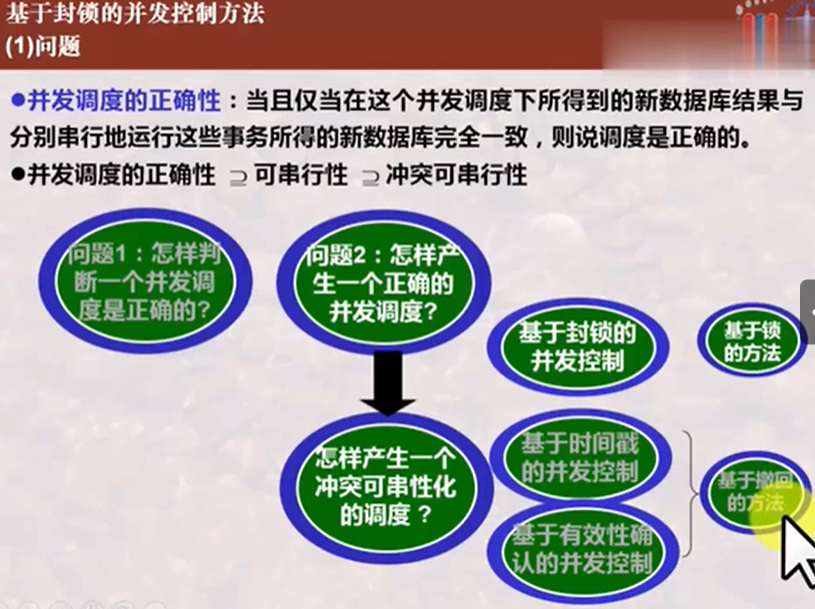 基于封锁的并发控制方法
(1)问题
●并发调度的正确性：当且仅当在这个并发调度下所得到的新数据库结果与
分别串行地运行这些事务所得的新数据库完全一致，则说调度是正确的。
●并发调度的正确性 ⊇ 可串行性 ⊇ 冲突可串行性
问题1：怎样判
断一个并发调
度是正确的?
问题2：怎样产
生一个正确的
并发调度?
基于封锁的
并发控制
基于锁
的方法
怎样产生一个
冲突可串性化
的调度？
基于时间戳
的并发控制
基于撤回
的方法
基于有效性确
认的并发控制